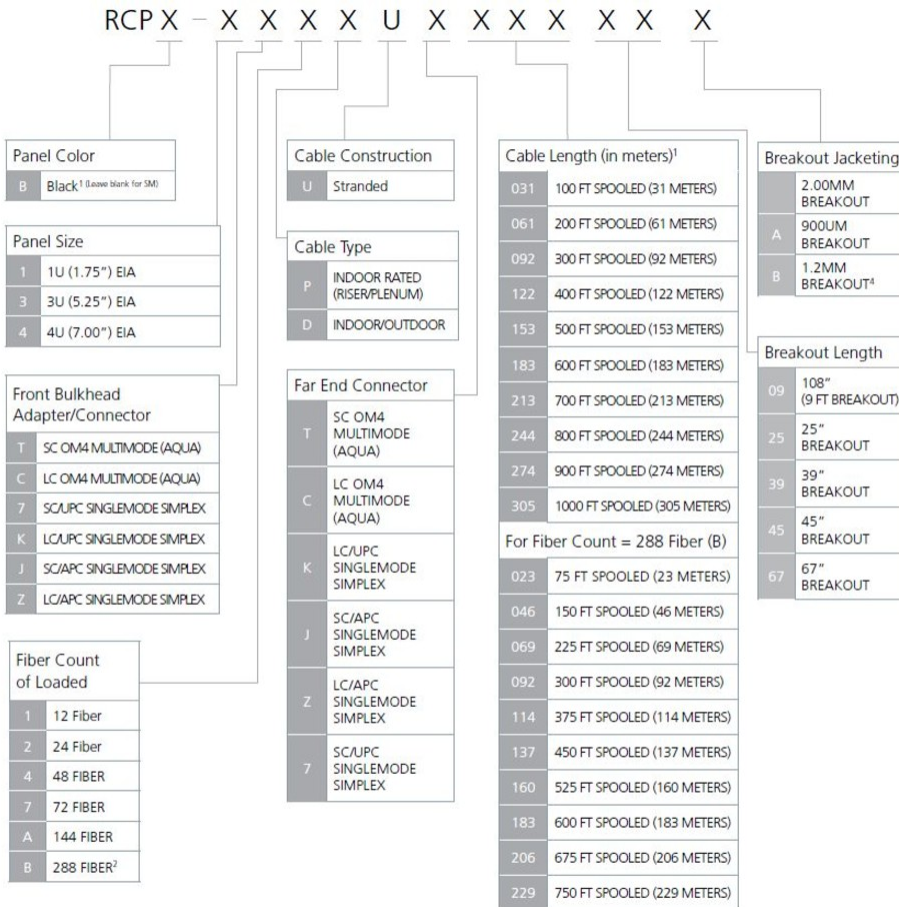 RCP X - X X X X U X X X X X X X
Panel Color
B Black1 (Leave blank for SM)
Panel Size
1 1U (1.75") EIA
3 3U (5.25") EIA
4 4U (7.00") EIA
Front Bulkhead
Adapter/Connector
T SC OM4 MULTIMODE (AQUA)
C LC OM4 MULTIMODE (AQUA)
7 SC/UPC SINGLEMODE SIMPLEX
K LC/UPC SINGLEMODE SIMPLEX
J SC/APC SINGLEMODE SIMPLEX
Z LC/APC SINGLEMODE SIMPLEX
Fiber Count
of Loaded
1 12 Fiber
2 24 Fiber
4 48 FIBER
7 72 FIBER
A 144 FIBER
B 288 FIBER2
Cable Construction
U Stranded
Cable Type
P INDOOR RATED
(RISER/PLENUM)
D INDOOR/OUTDOOR
Far End Connector
T SC OM4
MULTIMODE
(AQUA)
C LC OM4
MULTIMODE
(AQUA)
K LC/UPC
SINGLEMODE
SIMPLEX
J SC/APC
SINGLEMODE
SIMPLEX
Z LC/APC
SINGLEMODE
SIMPLEX
7 SC/UPC
SINGLEMODE
SIMPLEX
Cable Length (in meters)1
031 100 FT SPOOLED (31 METERS)
061 200 FT SPOOLED (61 METERS)
092 300 FT SPOOLED (92 METERS)
122 400 FT SPOOLED (122 METERS)
153 500 FT SPOOLED (153 METERS)
183 600 FT SPOOLED (183 METERS)
213 700 FT SPOOLED (213 METERS)
244 800 FT SPOOLED (244 METERS)
274 900 FT SPOOLED (274 METERS)
305 1000 FT SPOOLED (305 METERS)
For Fiber Count = 288 Fiber (B)
023 75 FT SPOOLED (23 METERS)
046 150 FT SPOOLED (46 METERS)
069 225 FT SPOOLED (69 METERS)
092 300 FT SPOOLED (92 METERS)
114 375 FT SPOOLED (114 METERS)
137 450 FT SPOOLED (137 METERS)
160 525 FT SPOOLED (160 METERS)
183 600 FT SPOOLED (183 METERS)
206 675 FT SPOOLED (206 METERS)
229 750 FT SPOOLED (229 METERS)
Breakout Jacketing
2.00MM
BREAKOUT
A 900UM
BREAKOUT
B 1.2MM
BREAKOUT4
Breakout Length
09 108"
(9 FT BREAKOUT)
25 25"
BREAKOUT
39 39"
BREAKOUT
45 45"
BREAKOUT
67 67"
BREAKOUT